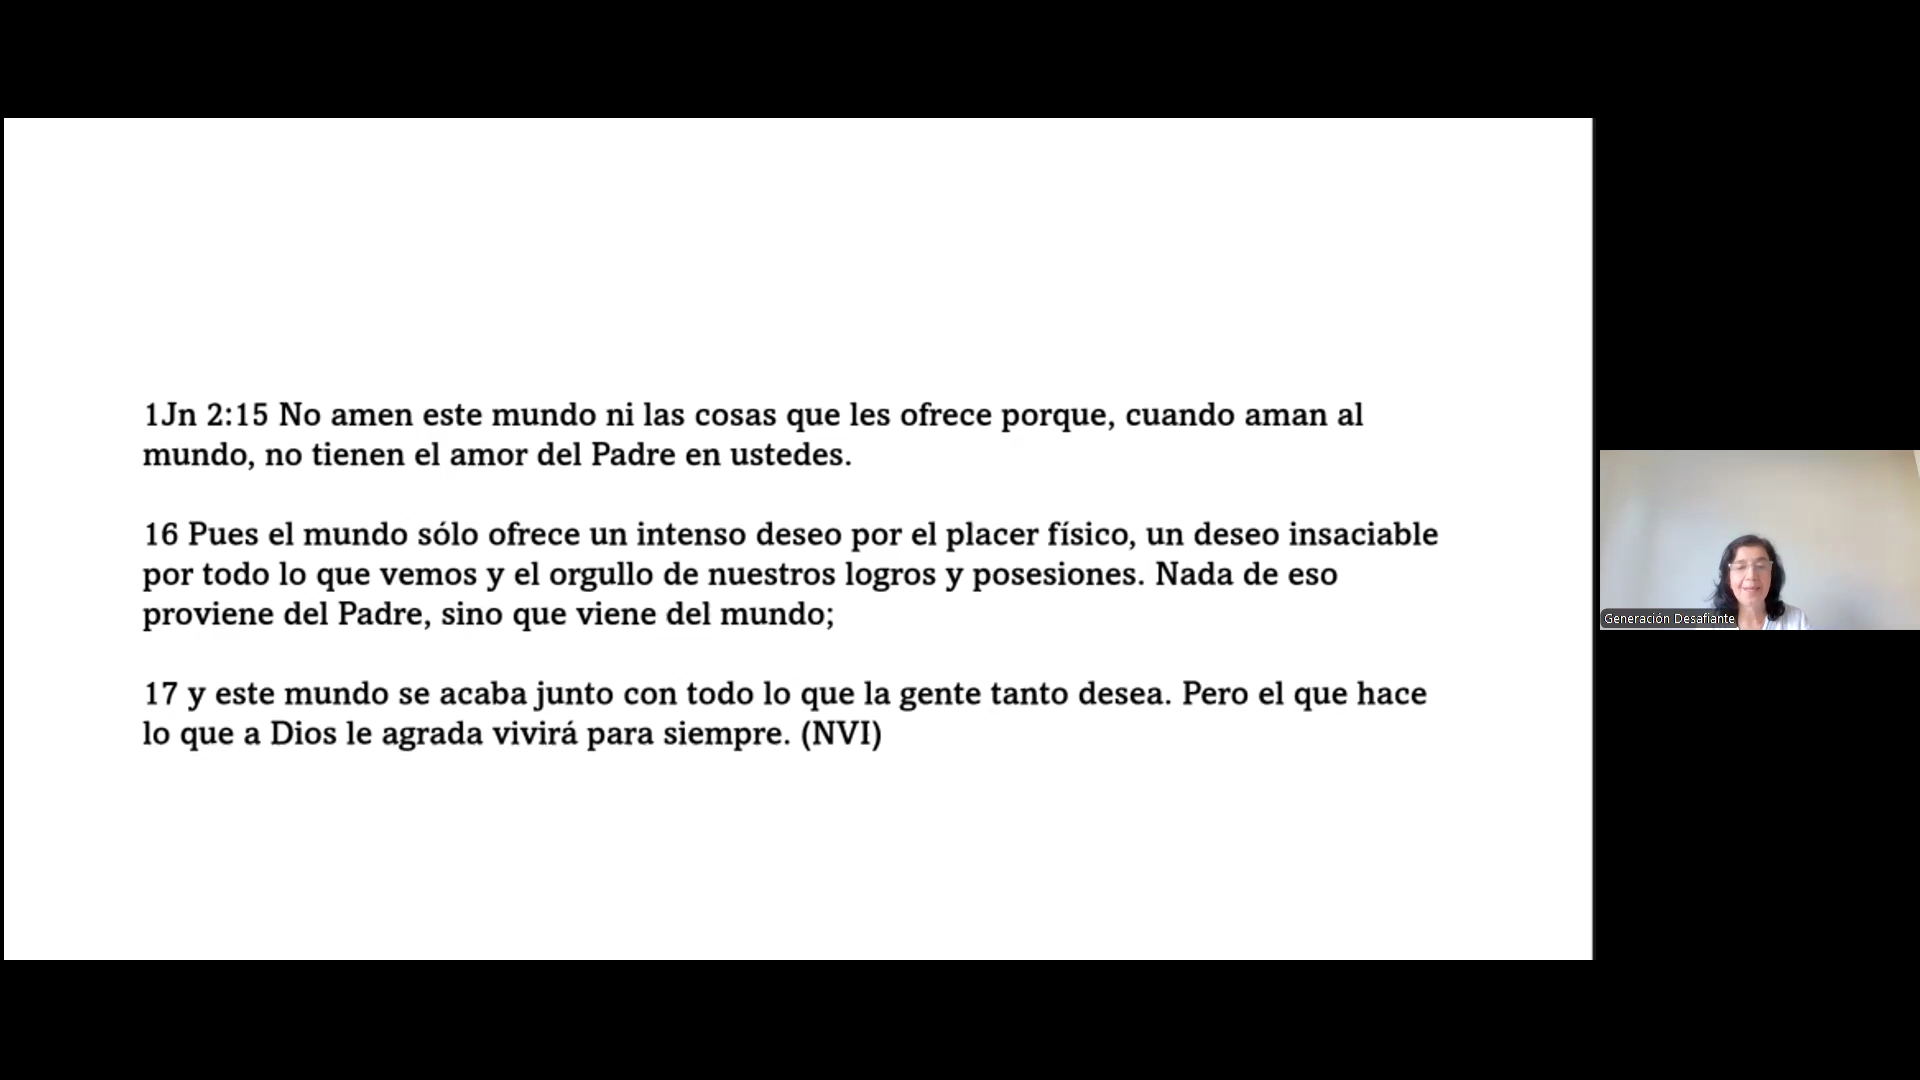 1Jn 2:15 No amen este mundo ni las cosas que les ofrece porque, cuando aman al
mundo, no tienen el amor del Padre en ustedes.
16 Pues el mundo sólo ofrece un intenso deseo por el placer físico, un deseo insaciable
por todo lo que vemos y el orgullo de nuestros logros y posesiones. Nada de eso
proviene del Padre, sino que viene del mundo;
17 y este mundo se acaba junto con todo lo que la gente tanto desea. Pero el que hace
lo que a Dios le agrada vivirá para siempre. (NVI)
Generación Desafiante